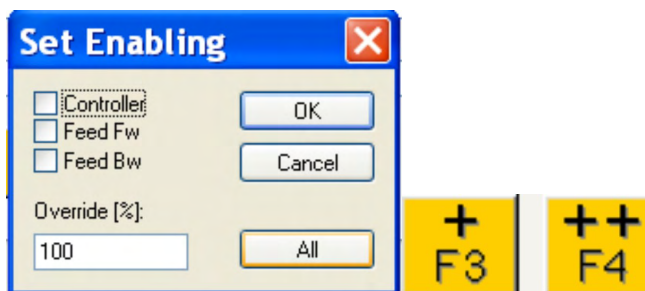 Set Enabling
Controller
OK
Feed Fw
Feed Bw
Cancel
Override [%]:
100
All
+
F3
++
F4